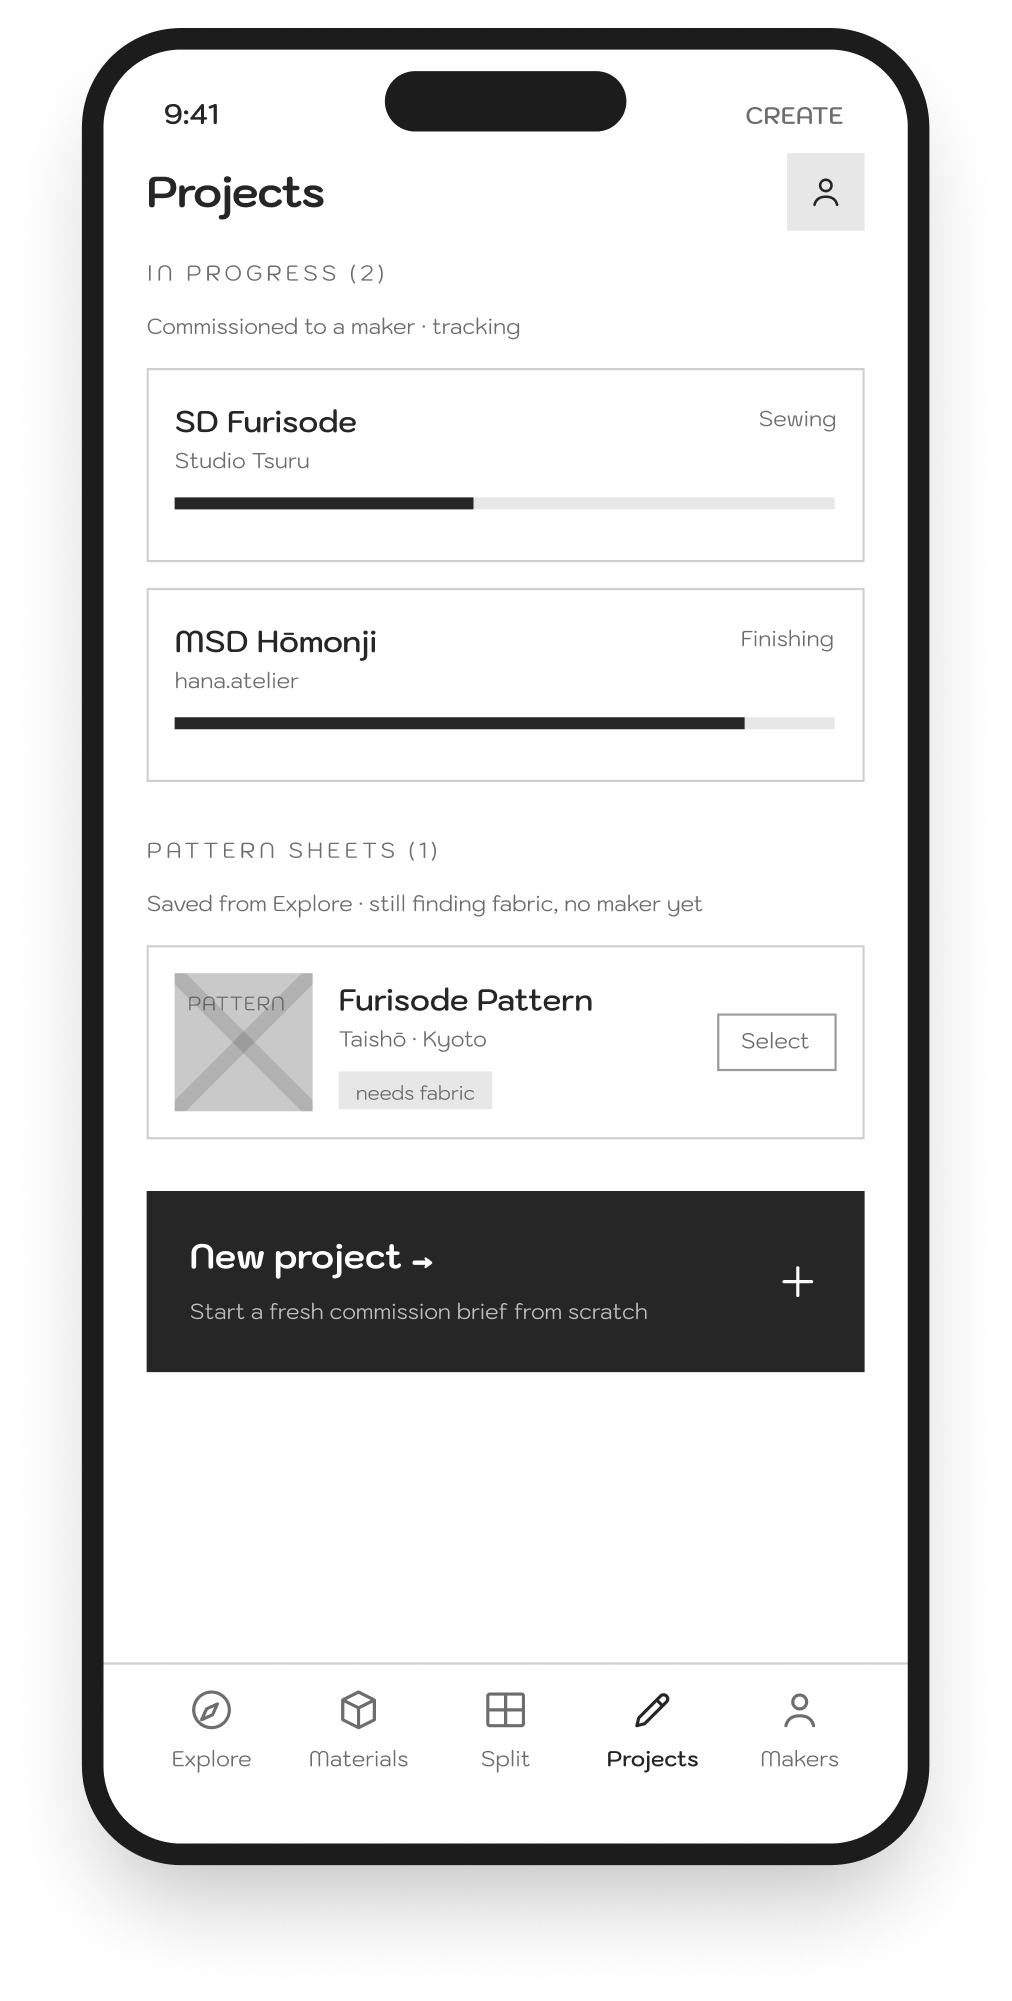 9:41
CREATE
Projects
IN PROGRESS (2)
Commissioned to a maker · tracking
SD Furisode
Sewing
Studio Tsuru
MSD Hōmonji
Finishing
hana.atelier
PATTERN SHEETS (1)
Saved from Explore · still finding fabric, no maker yet
PATTERN
Furisode Pattern
Taishō · Kyoto
needs fabric
Select
New project →
Start a fresh commission brief from scratch
Explore
Materials
Split
Projects
Makers